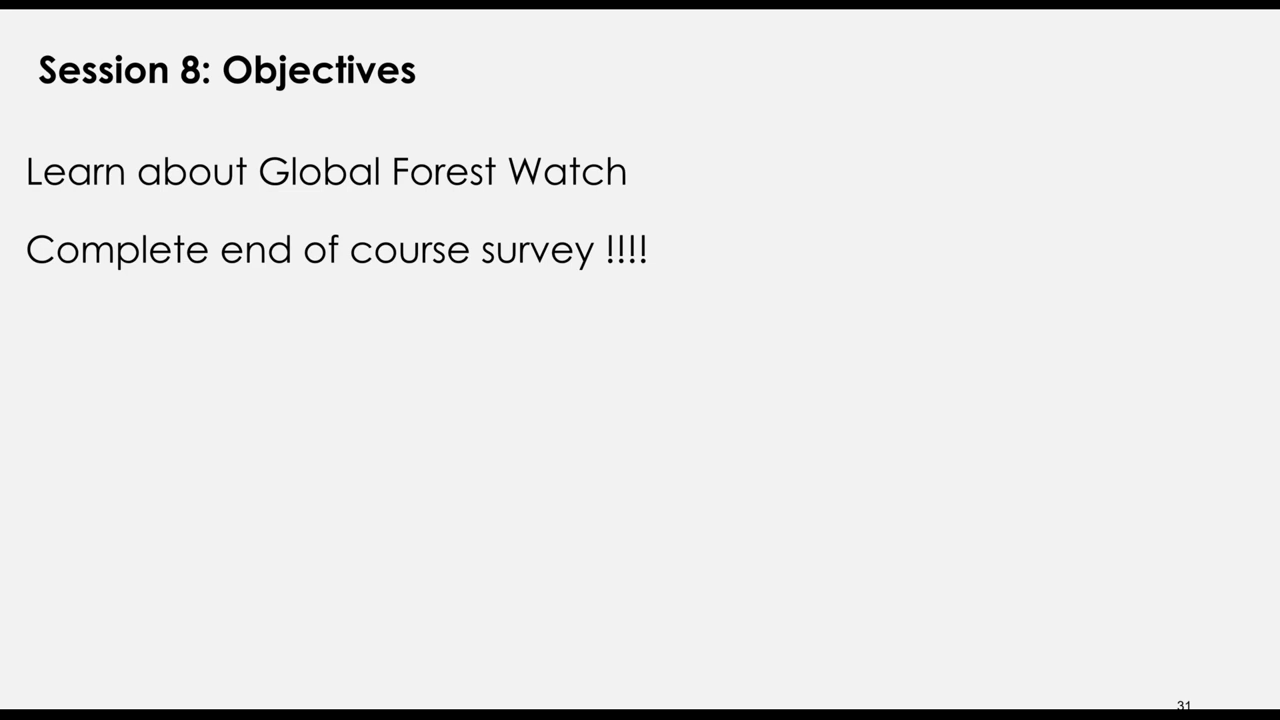 Session 8: Objectives
Learn about Global Forest Watch
Complete end of course survey !!!!
31